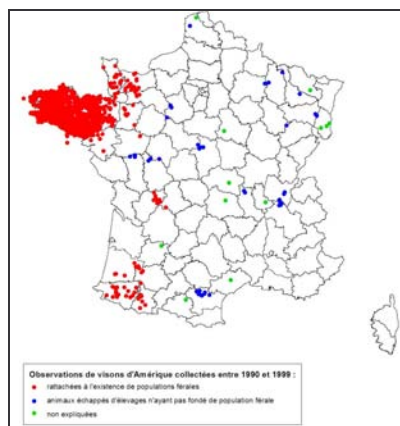 Observations de visons d'Amérique collectées entre 1990 et 1999 :
rattachées à l'existence de populations férales
animaux échappés d'élevages n'ayant pas fondé de population férale
non expliquées